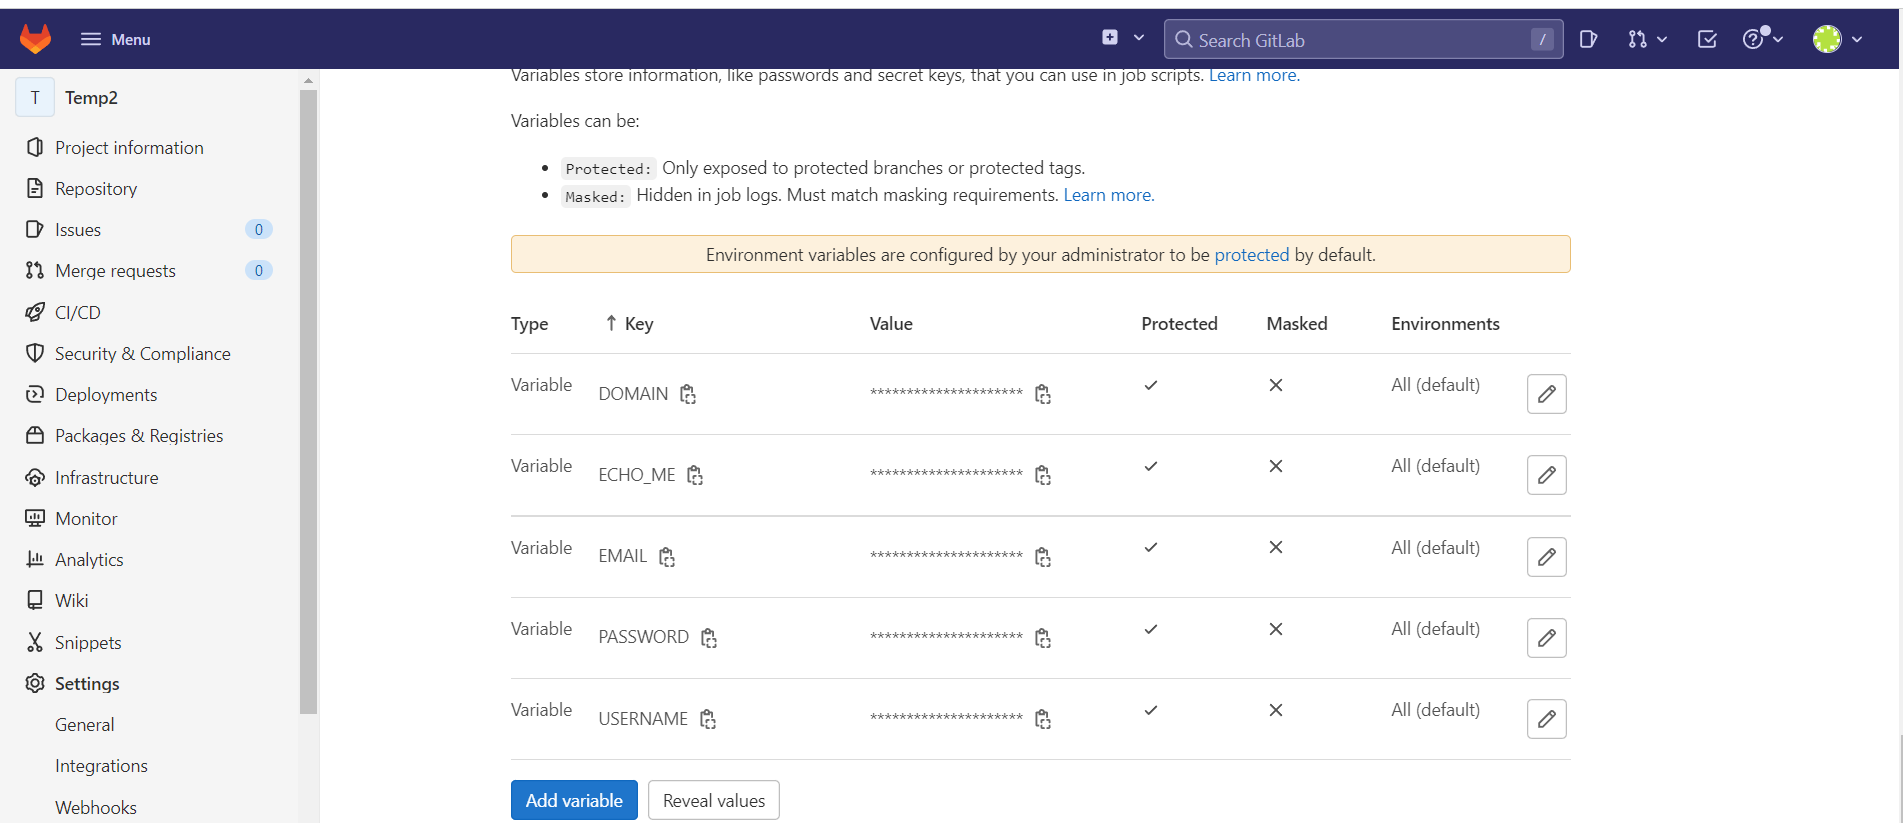 Menu
Search GitLab /
T Temp2
Project information
Repository
Issues 0
Merge requests 0
CI/CD
Security & Compliance
Deployments
Packages & Registries
Infrastructure
Monitor
Analytics
Wiki
Snippets
Settings
General
Integrations
Webhooks
Variables store information, like passwords and secret keys, that you can use in job scripts. Learn more.
Variables can be:
Protected: Only exposed to protected branches or protected tags.
Masked: Hidden in job logs. Must match masking requirements. Learn more.
Environment variables are configured by your administrator to be protected by default.
Type ↑ Key Value Protected Masked Environments
Variable DOMAIN ********************* ✓ ✕ All (default)
Variable ECHO_ME ********************* ✓ ✕ All (default)
Variable EMAIL ********************* ✓ ✕ All (default)
Variable PASSWORD ********************* ✓ ✕ All (default)
Variable USERNAME ********************* ✓ ✕ All (default)
Add variable Reveal values